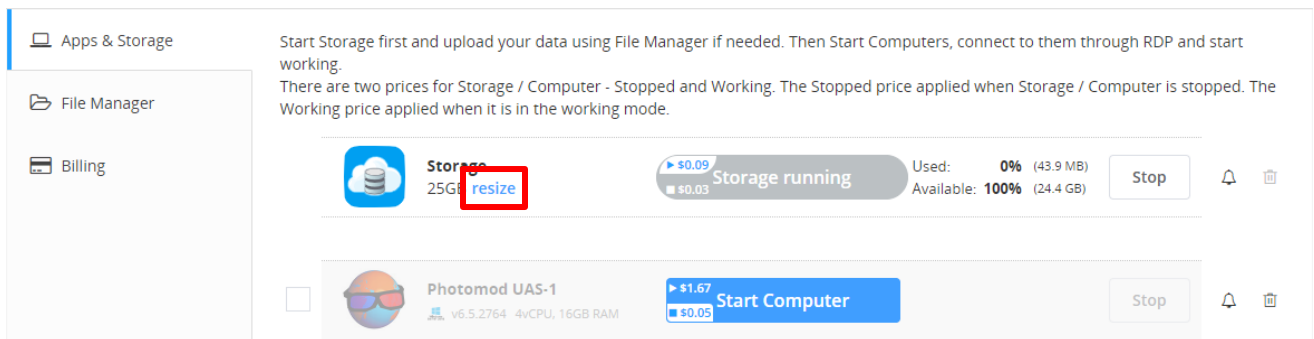 Apps & Storage
File Manager
Billing
Start Storage first and upload your data using File Manager if needed. Then Start Computers, connect to them through RDP and start
working.
There are two prices for Storage / Computer - Stopped and Working. The Stopped price applied when Storage / Computer is stopped. The
Working price applied when it is in the working mode.
Storage
25GB resize
$0.09
$0.03
Storage running
Used: 0% (43.9 MB)
Available: 100% (24.4 GB)
Stop
Photomod UAS-1
v6.5.2764 4vCPU, 16GB RAM
$1.67
$0.05
Start Computer
Stop